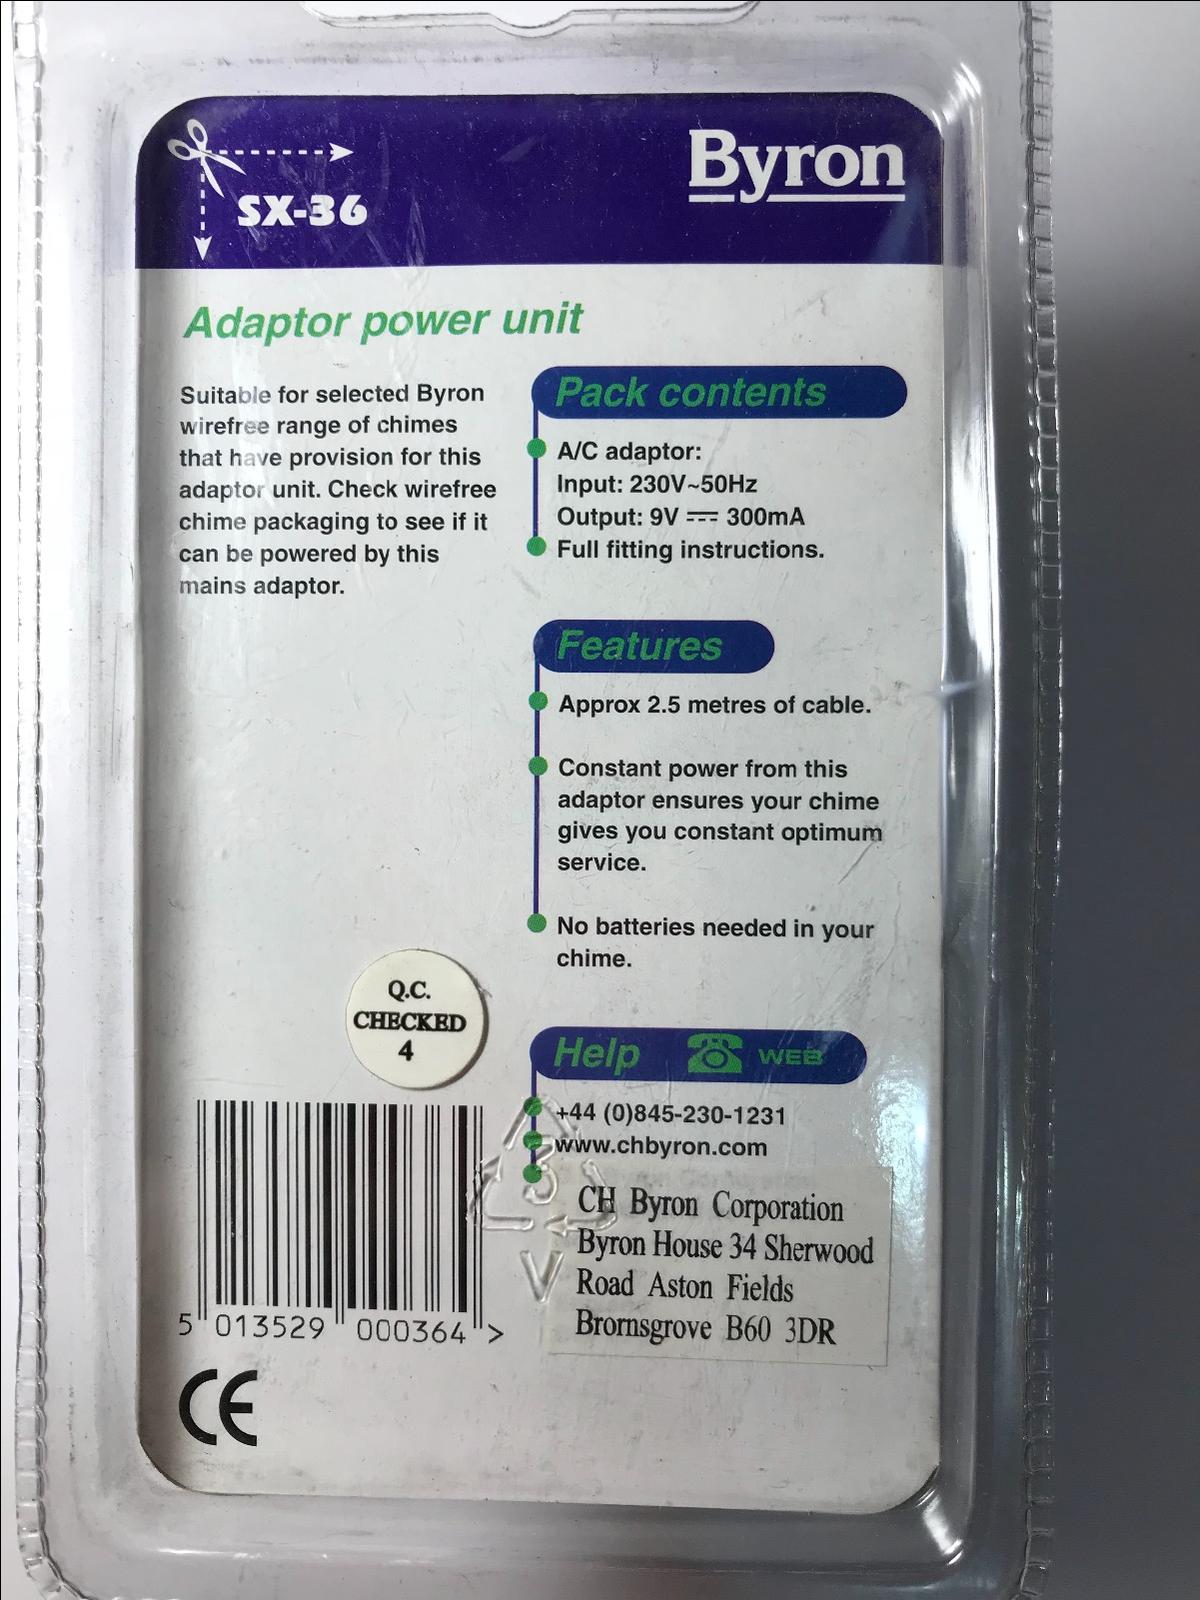 SX-36
Byron
Adaptor power unit
Suitable for selected Byron
wirefree range of chimes
that have provision for this
adaptor unit. Check wirefree
chime packaging to see if it
can be powered by this
mains adaptor.
Pack contents
A/C adaptor:
Input: 230V~50Hz
Output: 9V ⎓ 300mA
Full fitting instructions.
Features
Approx 2.5 metres of cable.
Constant power from this
adaptor ensures your chime
gives you constant optimum
service.
No batteries needed in your
chime.
Q.C.
CHECKED
4
Help WEB
+44 (0)845-230-1231
www.chbyron.com
3
V
CH Byron Corporation
Byron House 34 Sherwood
Road Aston Fields
Brornsgrove B60 3DR
5 013529 000364 >
CE